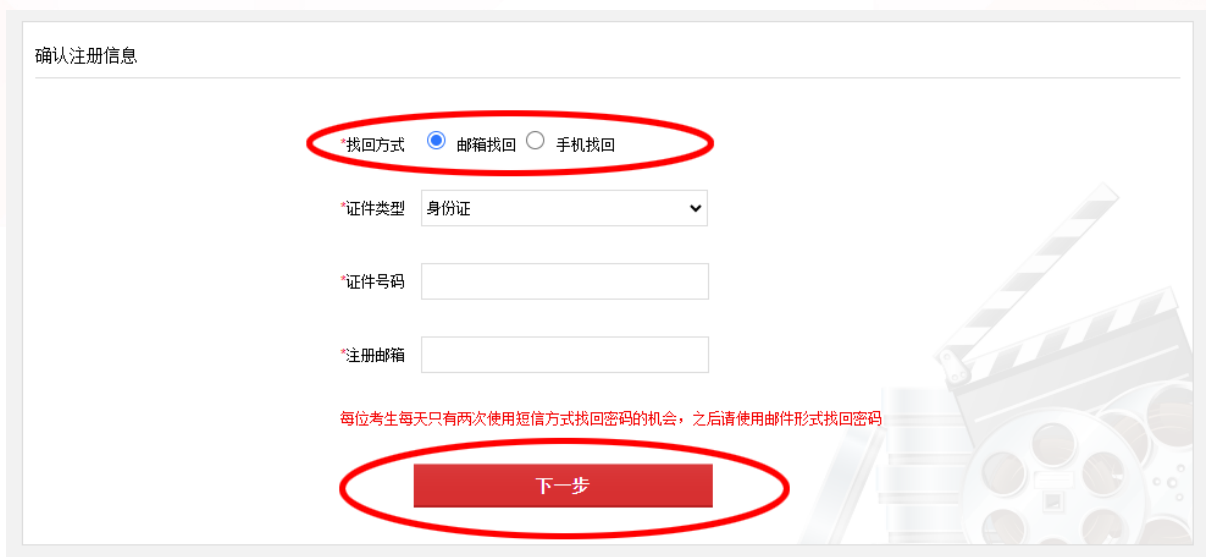 确认注册信息
*找回方式 邮箱找回 手机找回
*证件类型 身份证
*证件号码
*注册邮箱
每位考生每天只有两次使用短信方式找回密码的机会，之后请使用邮件形式找回密码
下一步